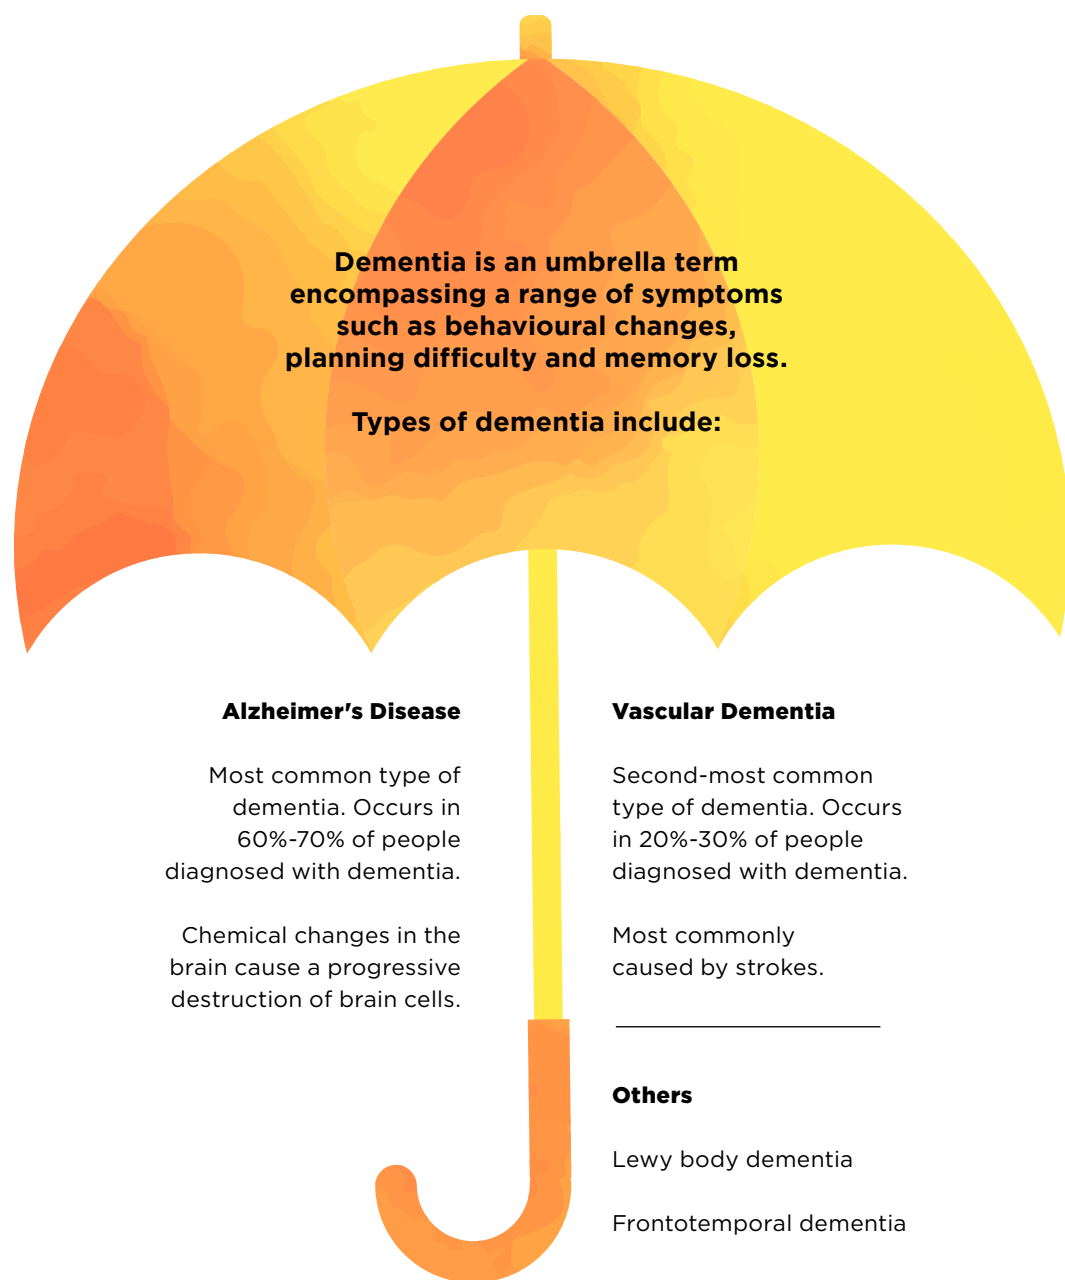 Dementia is an umbrella term
encompassing a range of symptoms
such as behavioural changes,
planning difficulty and memory loss.
Types of dementia include:
Alzheimer's Disease
Most common type of
dementia. Occurs in
60%-70% of people
diagnosed with dementia.
Chemical changes in the
brain cause a progressive
destruction of brain cells.
Vascular Dementia
Second-most common
type of dementia. Occurs
in 20%-30% of people
diagnosed with dementia.
Most commonly
caused by strokes.
Others
Lewy body dementia
Frontotemporal dementia